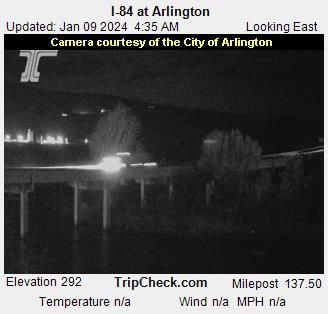 I-84 at Arlington
Updated: Jan 09 2024 4:35 AM Looking East
Camera courtesy of the City of Arlington
Elevation 292 TripCheck.com Milepost 137.50
Temperature n/a Wind n/a MPH n/a